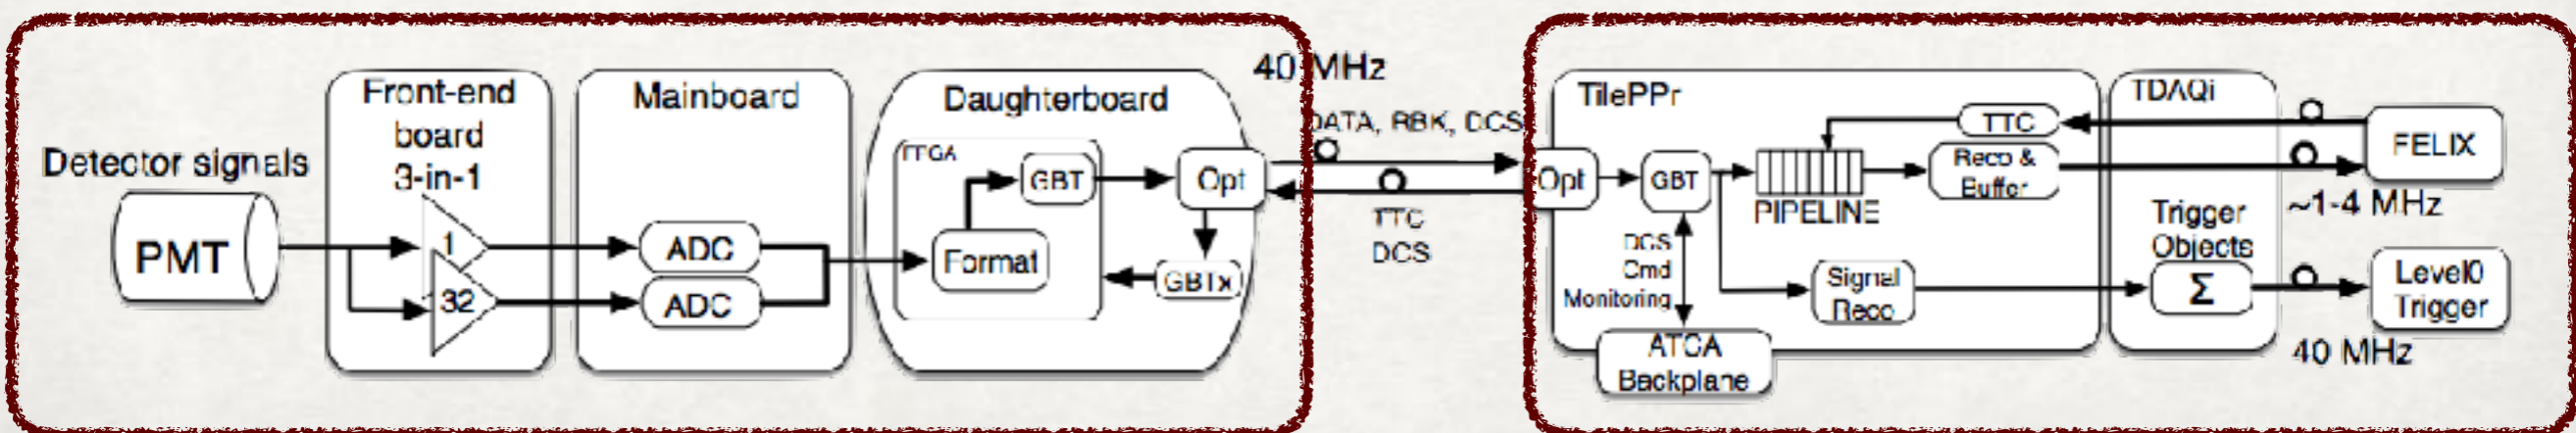 Detector signals
PMT
Front-end
board
3-in-1
1
32
Mainboard
ADC
ADC
Daughterboard
Format
GBT
Opt
GBTx
40 MHz
DATA, RBK, DCS
TTC
DCS
TilePPr
Opt
GBT
PIPELINE
TTC
Reco &
Buffer
DCS
Cmd
Monitoring
Signal
Reco
ATCA
Backplane
TDAQi
Trigger
Objects
Σ
FELIX
~1-4 MHz
Level0
Trigger
40 MHz